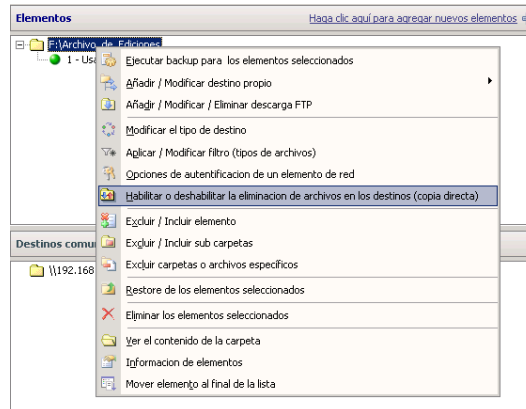 Elementos
Haga clic aquí para agregar nuevos elementos
F:\Archivo_de_Ediciones
1 - Usa
Ejecutar backup para los elementos seleccionados
Añadir / Modificar destino propio
Añadir / Modificar / Eliminar descarga FTP
Modificar el tipo de destino
Aplicar / Modificar filtro (tipos de archivos)
Opciones de autentificacion de un elemento de red
Habilitar o deshabilitar la eliminacion de archivos en los destinos (copia directa)
Excluir / Incluir elemento
Excluir / Incluir sub carpetas
Excluir carpetas o archivos específicos
Restore de los elementos seleccionados
Eliminar los elementos seleccionados
Ver el contenido de la carpeta
Informacion de elementos
Mover elemento al final de la lista
Destinos comu
\\192.168